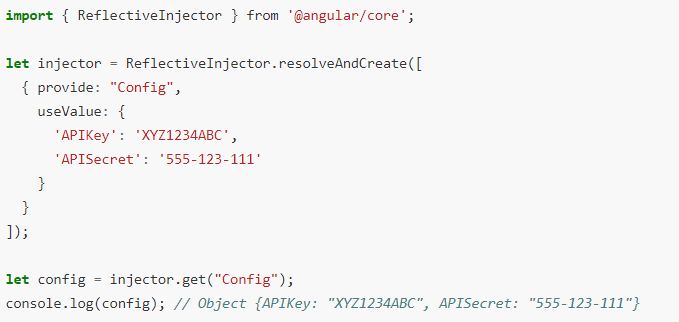 import { ReflectiveInjector } from '@angular/core';
let injector = ReflectiveInjector.resolveAndCreate([
{ provide: "Config",
useValue: {
'APIKey': 'XYZ1234ABC',
'APISecret': '555-123-111'
}
}
]);
let config = injector.get("Config");
console.log(config); // Object {APIKey: "XYZ1234ABC", APISecret: "555-123-111"}